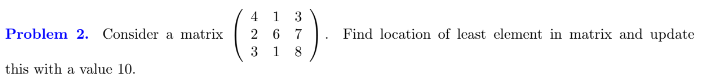 Problem 2. Consider a matrix ( 4 1 3
2 6 7
3 1 8 ) . Find location of least element in matrix and update
this with a value 10.